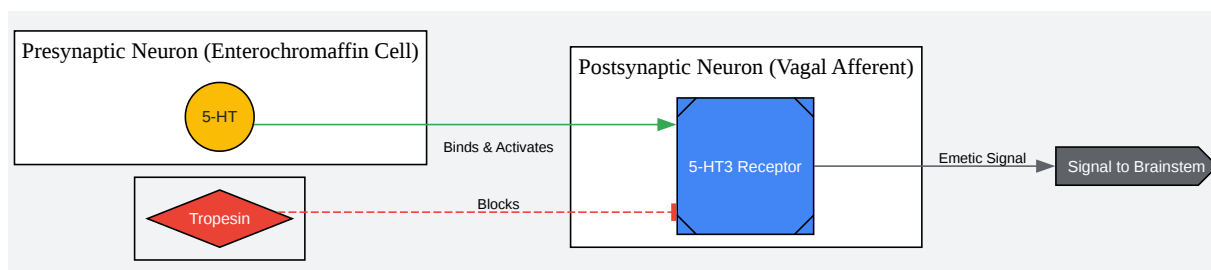 Presynaptic Neuron (Enterochromaffin Cell)
5-HT
Postsynaptic Neuron (Vagal Afferent)
Binds & Activates
5-HT3 Receptor
Emetic Signal
Signal to Brainstem
Tropesin
Blocks